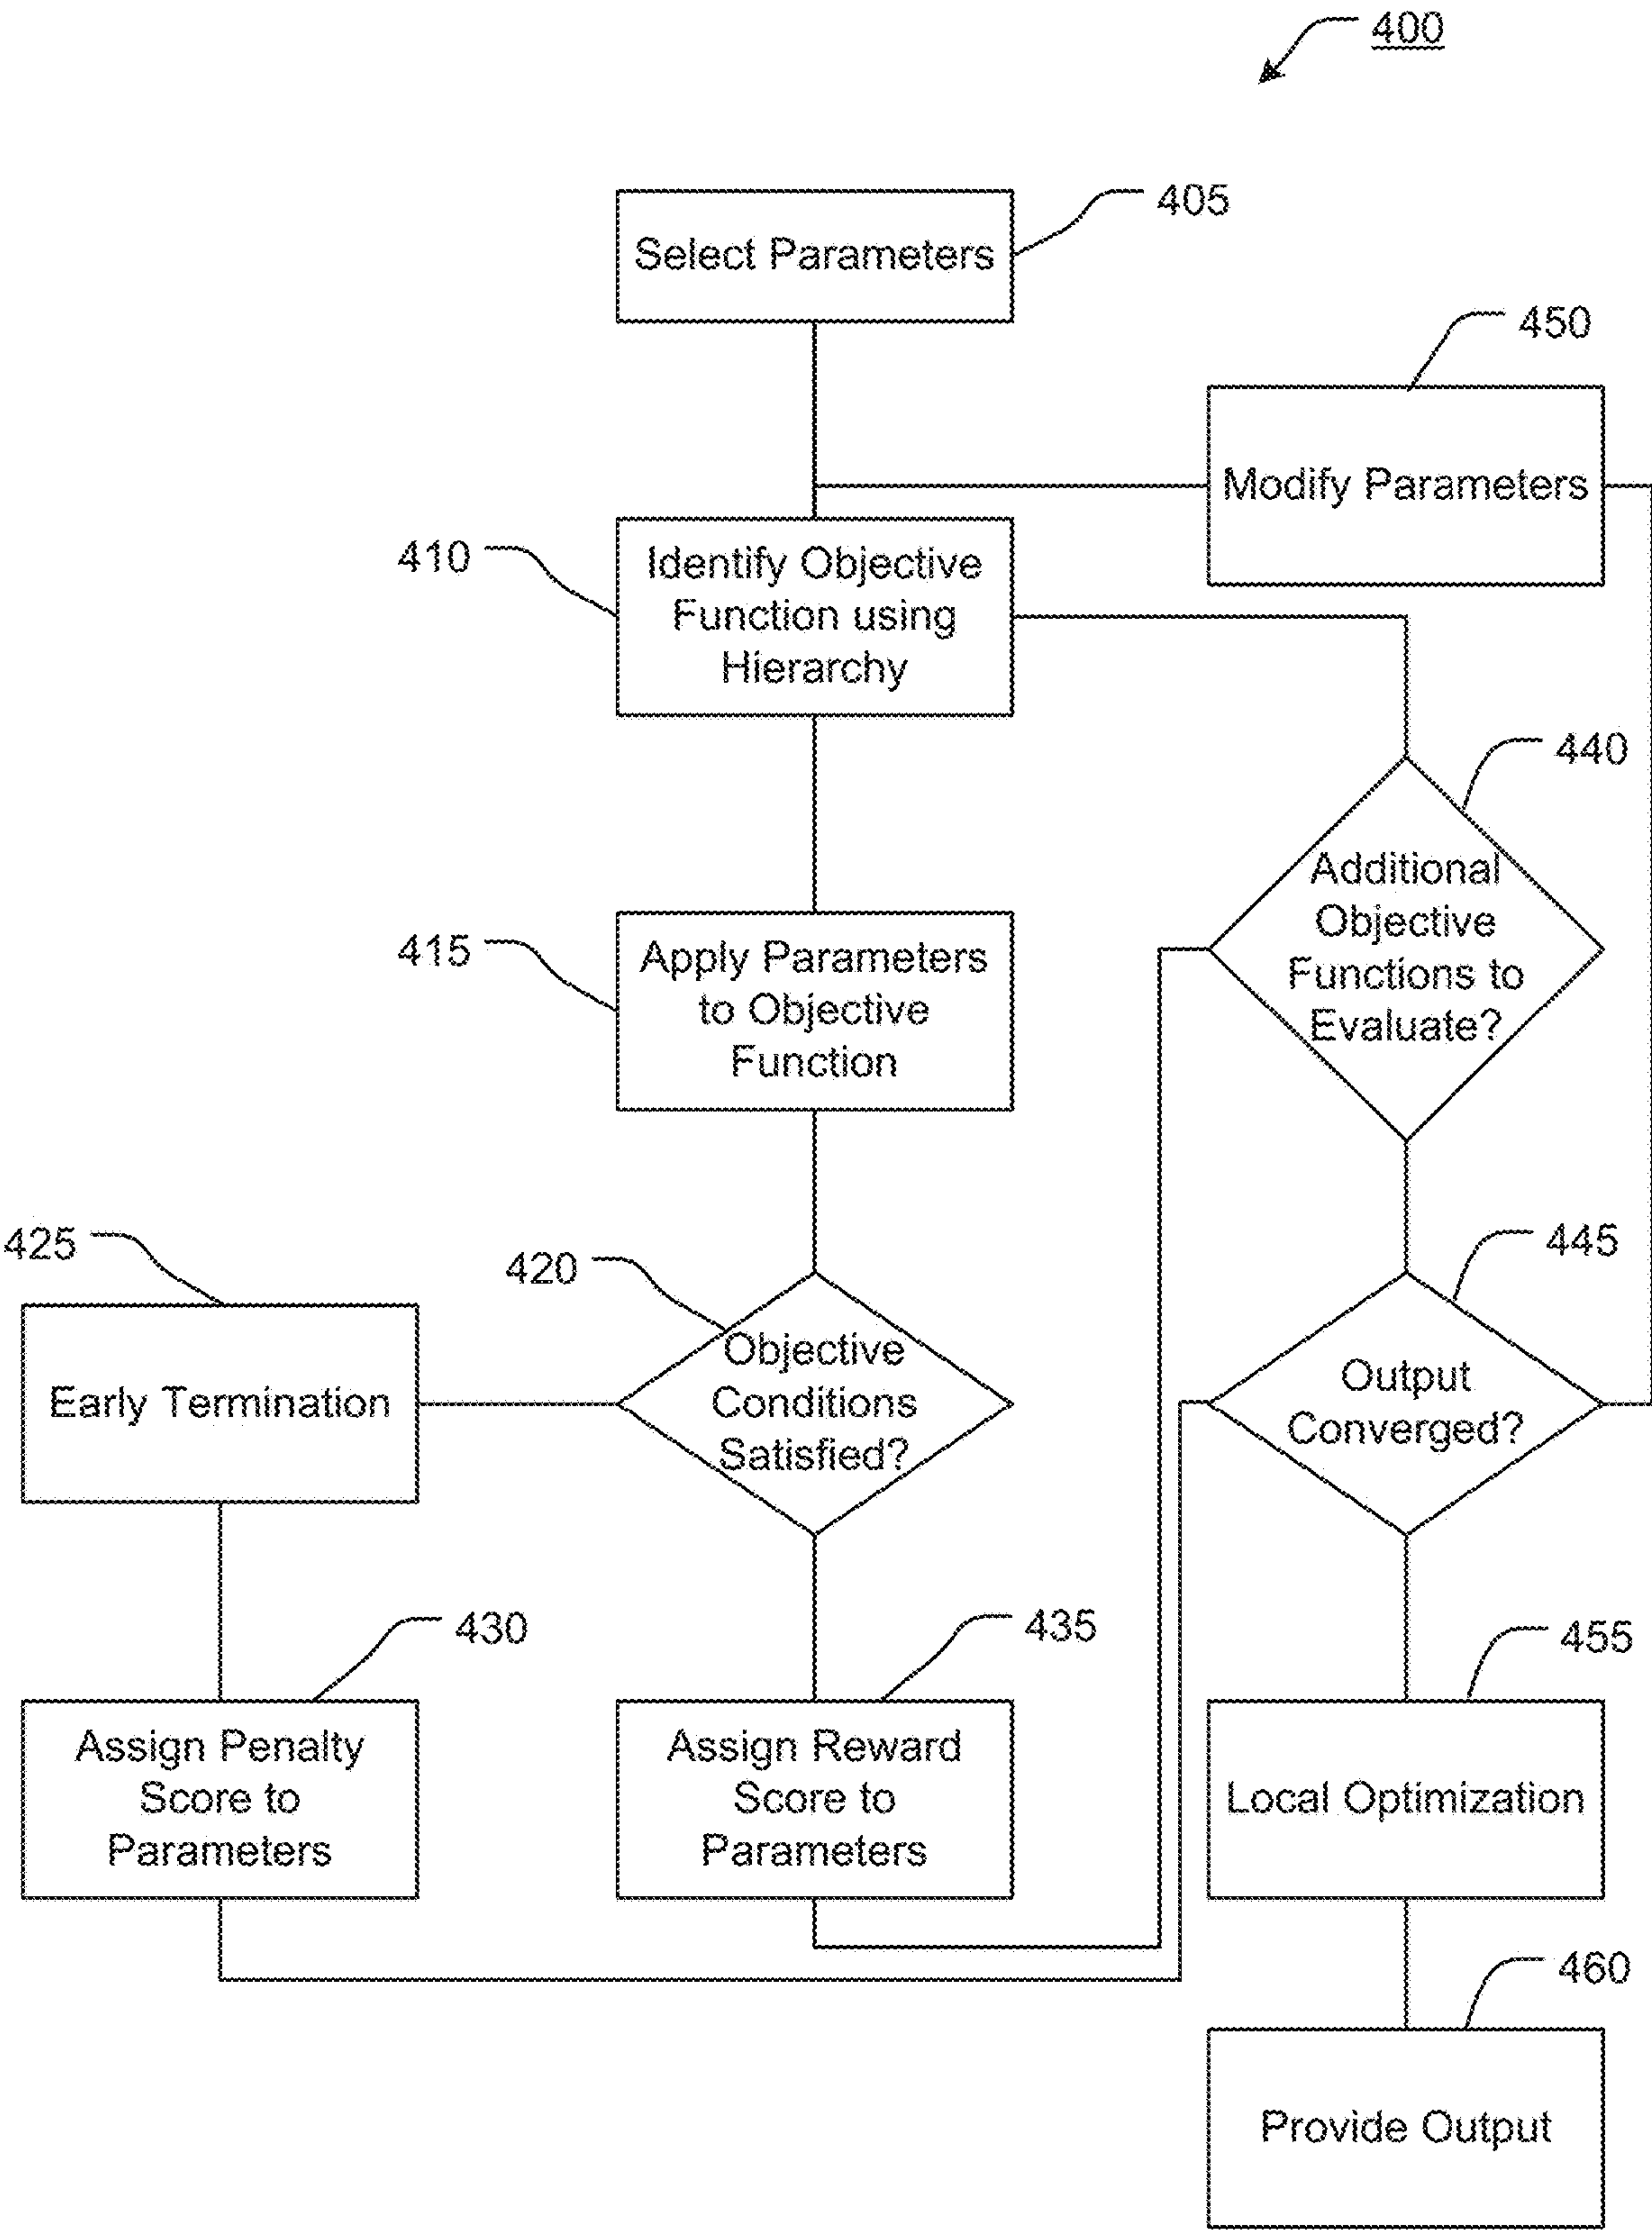 400
405
Select Parameters
450
Modify Parameters
410
Identify Objective
Function using
Hierarchy
440
Additional
Objective
Functions to
Evaluate?
415
Apply Parameters
to Objective
Function
425
Early Termination
420
Objective
Conditions
Satisfied?
445
Output
Converged?
430
Assign Penalty
Score to
Parameters
435
Assign Reward
Score to
Parameters
455
Local Optimization
460
Provide Output